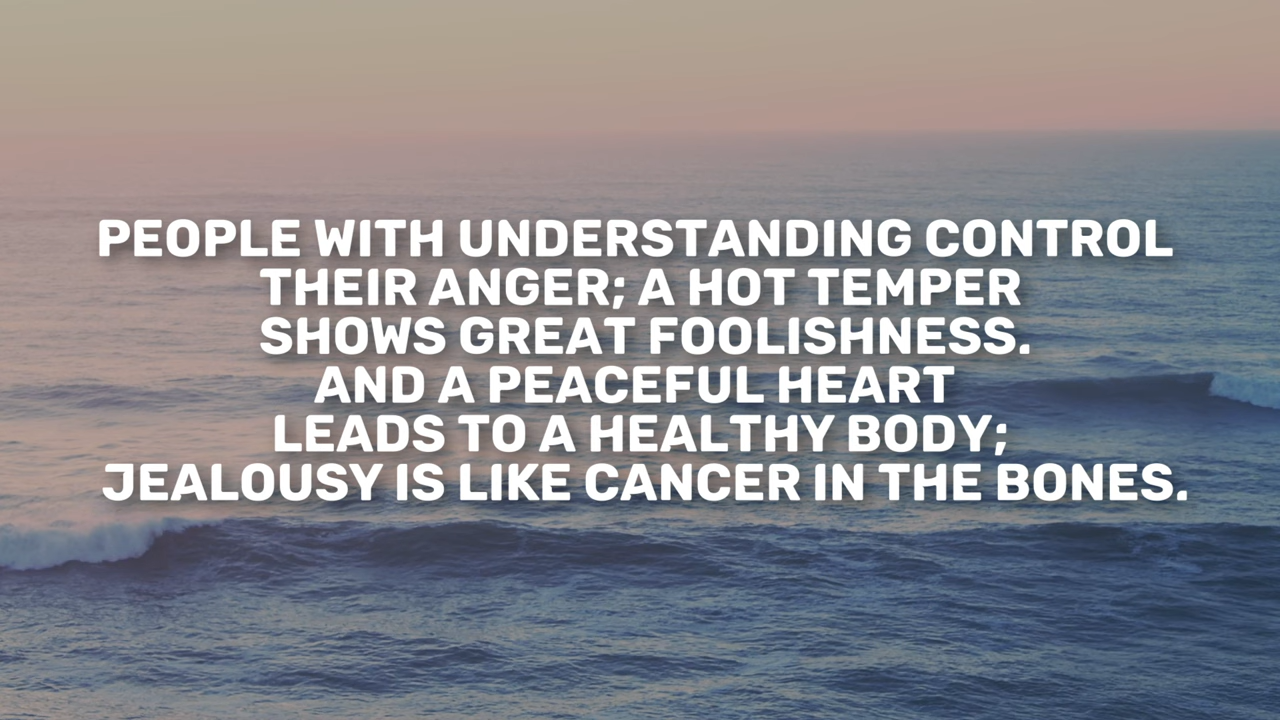 PEOPLE WITH UNDERSTANDING CONTROL
THEIR ANGER; A HOT TEMPER
SHOWS GREAT FOOLISHNESS.
AND A PEACEFUL HEART
LEADS TO A HEALTHY BODY;
JEALOUSY IS LIKE CANCER IN THE BONES.